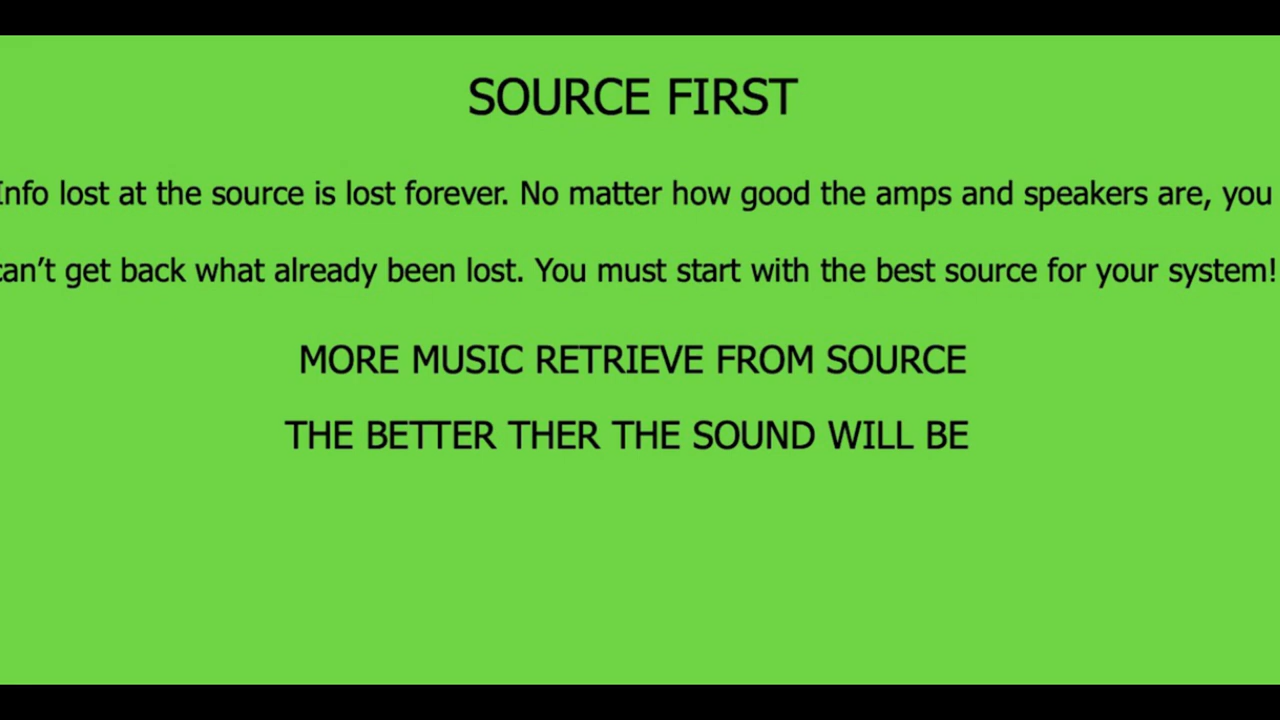 SOURCE FIRST
Info lost at the source is lost forever. No matter how good the amps and speakers are, you
can’t get back what already been lost. You must start with the best source for your system!
MORE MUSIC RETRIEVE FROM SOURCE
THE BETTER THER THE SOUND WILL BE